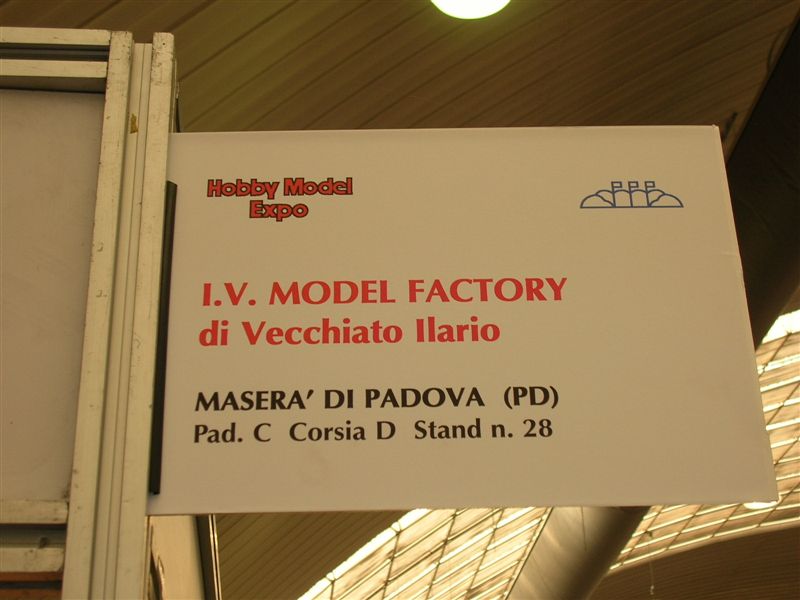 Hobby Model
Expo
I.V. MODEL FACTORY
di Vecchiato Ilario
MASERA' DI PADOVA (PD)
Pad. C Corsia D Stand n. 28